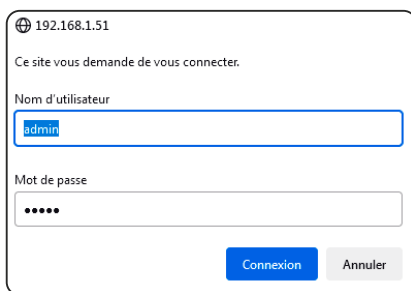 192.168.1.51
Ce site vous demande de vous connecter.
Nom d'utilisateur
admin
Mot de passe
•••••
Connexion Annuler